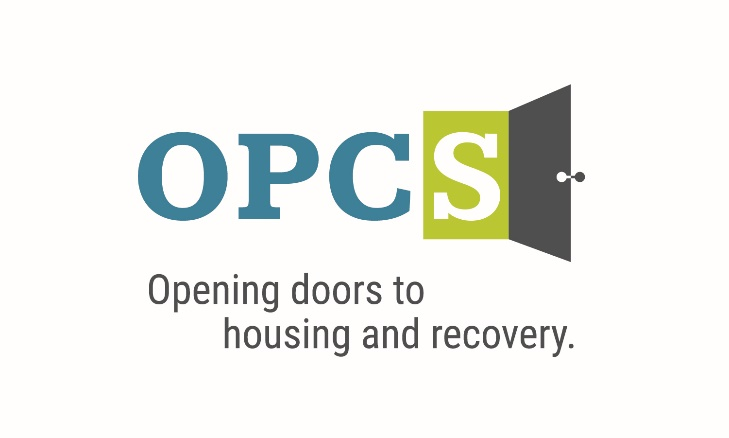 OPCS
Opening doors to
housing and recovery.